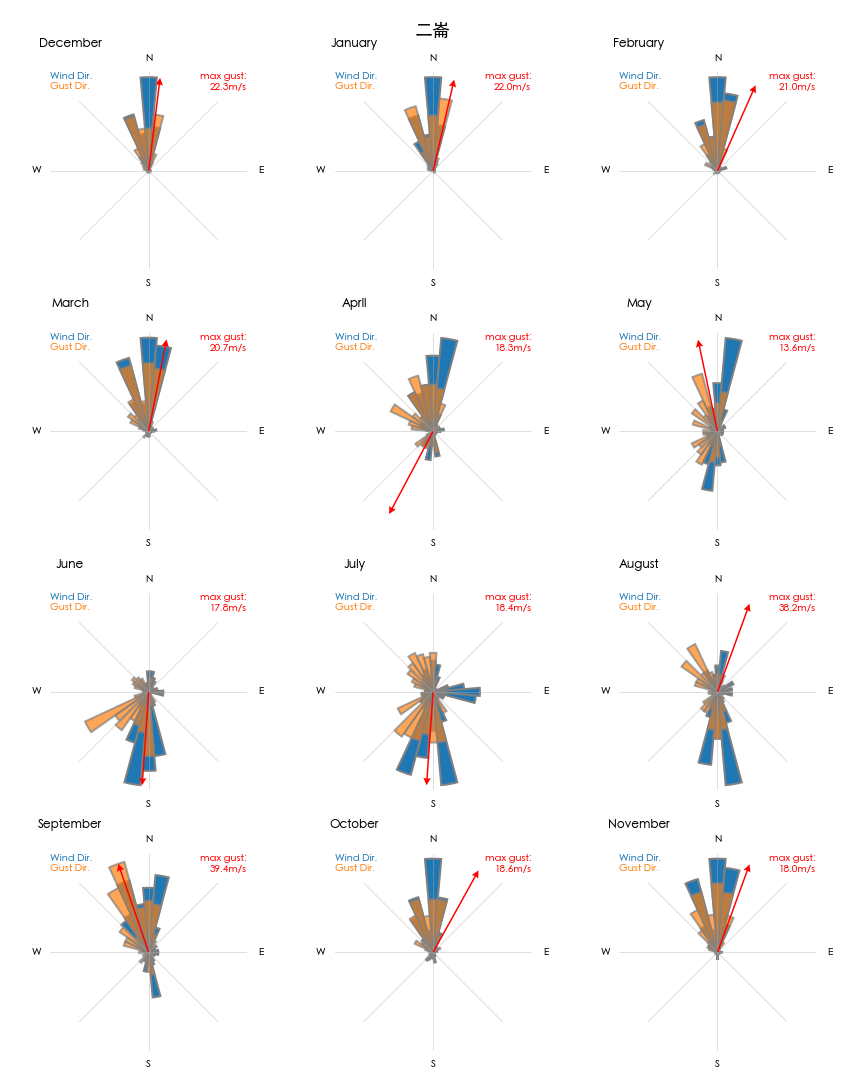 二崙
December
N
Wind Dir.
Gust Dir.
max gust:
22.3m/s
W
E
S
January
N
Wind Dir.
Gust Dir.
max gust:
22.0m/s
W
E
S
February
N
Wind Dir.
Gust Dir.
max gust:
21.0m/s
W
E
S
March
N
Wind Dir.
Gust Dir.
max gust:
20.7m/s
W
E
S
April
N
Wind Dir.
Gust Dir.
max gust:
18.3m/s
W
E
S
May
N
Wind Dir.
Gust Dir.
max gust:
13.6m/s
W
E
S
June
N
Wind Dir.
Gust Dir.
max gust:
17.8m/s
W
E
S
July
N
Wind Dir.
Gust Dir.
max gust:
18.4m/s
W
E
S
August
N
Wind Dir.
Gust Dir.
max gust:
38.2m/s
W
E
S
September
N
Wind Dir.
Gust Dir.
max gust:
39.4m/s
W
E
S
October
N
Wind Dir.
Gust Dir.
max gust:
18.6m/s
W
E
S
November
N
Wind Dir.
Gust Dir.
max gust:
18.0m/s
W
E
S